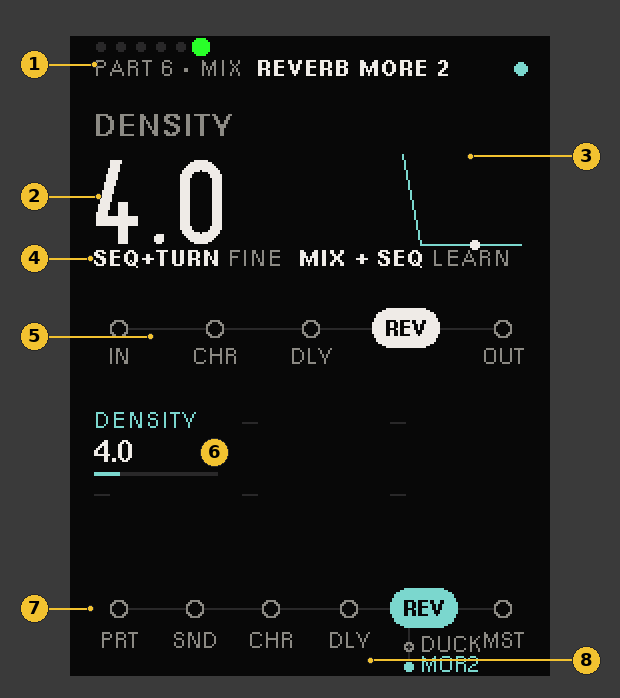 1 PART 6 · MIX REVERB MORE 2
DENSITY
3
2 4.0
4 SEQ+TURN FINE MIX + SEQ LEARN
REV
5
IN CHR DLY OUT
DENSITY
4.0 6
7 REV
PRT SND CHR DLY DUCK MST
MOR2 8